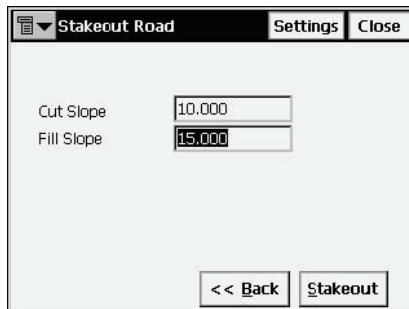 Stakeout Road Settings Close
Cut Slope 10.000
Fill Slope 15.000
<< Back Stakeout